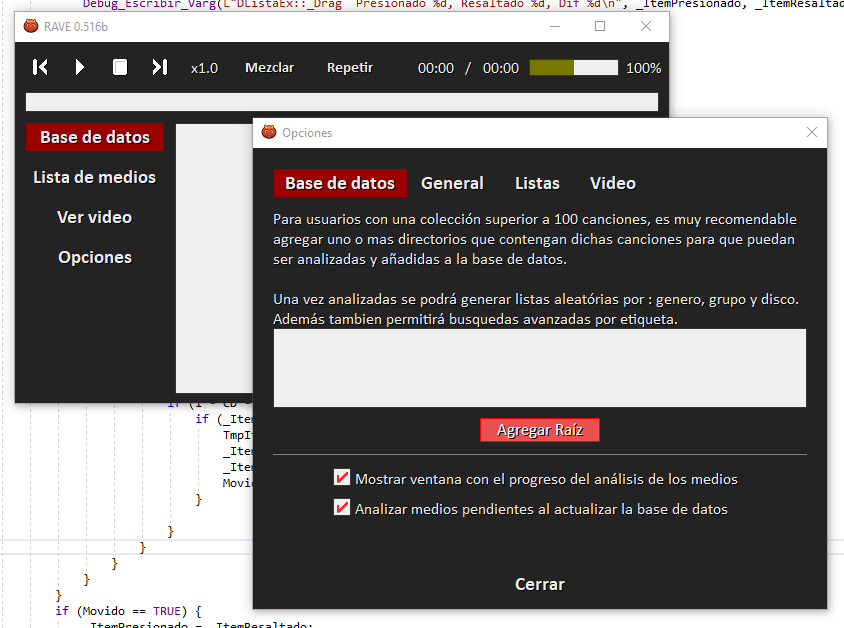 Debug_Escribir_Varg(L"DListaEx::_Drag  Presionado %d, Resaltado %d, Dif %d\n", _ItemPresionado, _ItemResaltad
RAVE 0.516b
x1.0 Mezclar Repetir 00:00 / 00:00 100%
Base de datos
Lista de medios
Ver video
Opciones
Opciones
Base de datos General Listas Video
Para usuarios con una colección superior a 100 canciones, es muy recomendable
agregar uno o mas directorios que contengan dichas canciones para que puedan
ser analizadas y añadidas a la base de datos.
Una vez analizadas se podrá generar listas aleatórias por : genero, grupo y disco.
Además tambien permitirá busquedas avanzadas por etiqueta.
Agregar Raíz
Mostrar ventana con el progreso del análisis de los medios
Analizar medios pendientes al actualizar la base de datos
Cerrar
if (_Iten
TmpIt
_Iten
_Iten
Movid
}
}
}
}
}
}
if (Movido == TRUE) {
_ItemPresionado = _ItemResaltado;